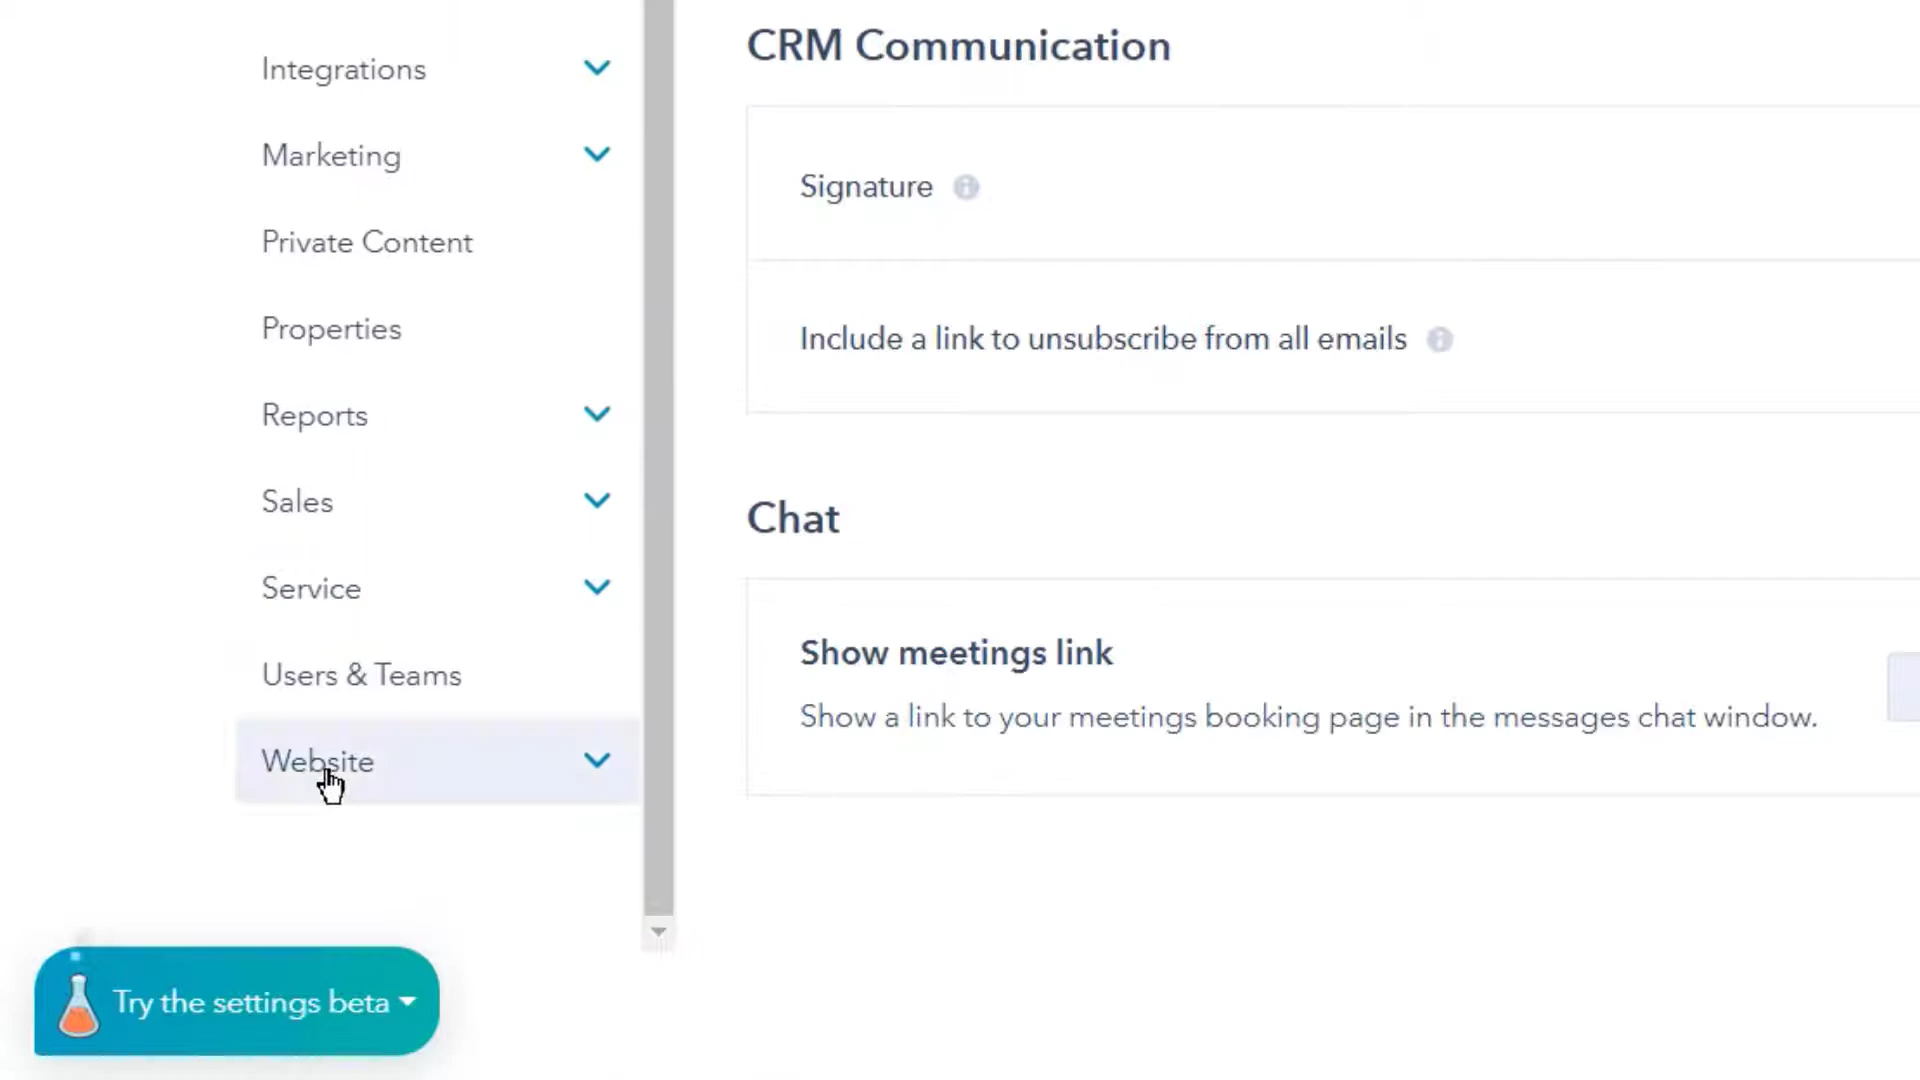 Integrations
Marketing
Private Content
Properties
Reports
Sales
Service
Users & Teams
Website
Try the settings beta
CRM Communication
Signature
Include a link to unsubscribe from all emails
Chat
Show meetings link
Show a link to your meetings booking page in the messages chat window.